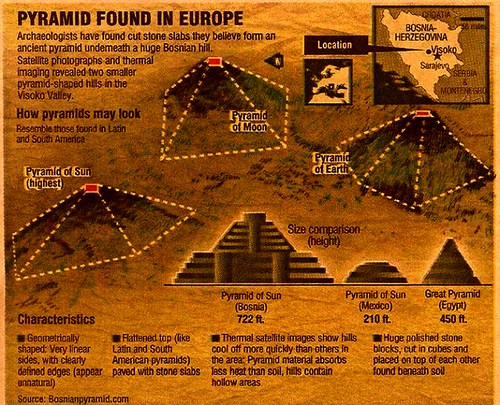 PYRAMID FOUND IN EUROPE
Archaeologists have found cut stone slabs they believe form an
ancient pyramid underneath a huge Bosnian hill.
Satellite photographs and thermal
imaging revealed two smaller
pyramid-shaped hills in the
Visoko Valley.
How pyramids may look
Resemble those found in Latin
and South America
Location
CROATIA
BOSNIA-
HERZEGOVINA
Visoko
Sarajevo
SERBIA
& MONTENEGRO
Pyramid
of Moon
Pyramid
of Earth
Pyramid of Sun
(highest)
Size comparison
(height)
Pyramid of Sun
(Bosnia)
722 ft.
Pyramid of Sun
(Mexico)
210 ft.
Great Pyramid
(Egypt)
450 ft.
Characteristics
Geometrically
shaped: Very linear
sides, with clearly
defined edges (appear
unnatural)
Flattened top (like
Latin and South
American pyramids)
paved with stone slabs
Thermal satellite images show hills
cool off more quickly than others in
the area: Pyramid material absorbs
less heat than soil, hills contain
hollow areas
Huge polished stone
blocks, cut in cubes and
placed on top of each other
found beneath soil
Source: Bosnianpyramid.com